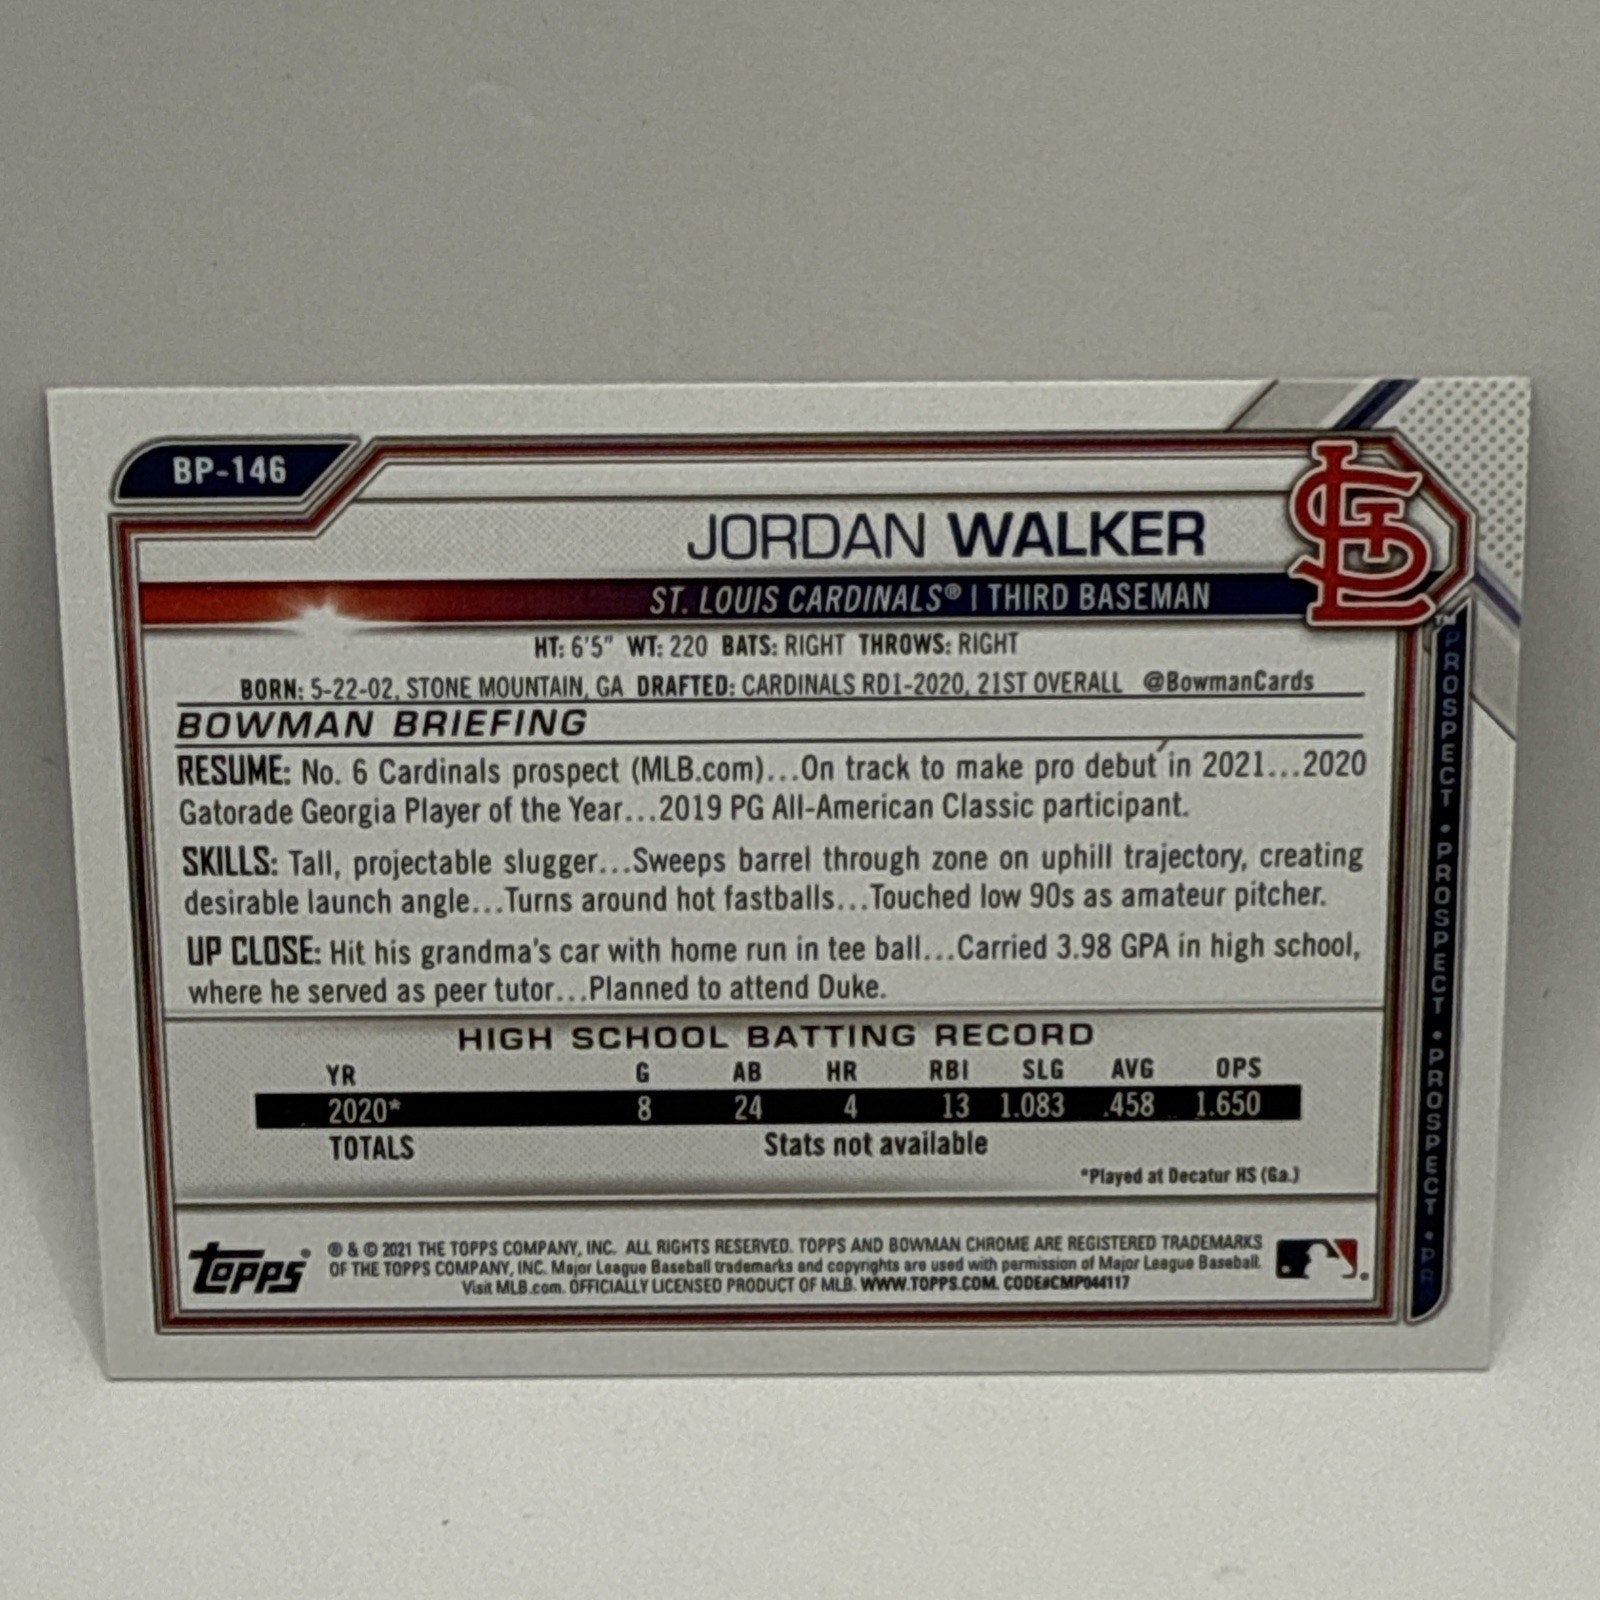 BP-146
JORDAN WALKER
ST. LOUIS CARDINALS® | THIRD BASEMAN
HT: 6'5" WT: 220 BATS: RIGHT THROWS: RIGHT
BORN: 5-22-02, STONE MOUNTAIN, GA DRAFTED: CARDINALS RD1-2020, 21ST OVERALL @BowmanCards
BOWMAN BRIEFING
RESUME: No. 6 Cardinals prospect (MLB.com)...On track to make pro debut in 2021...2020
Gatorade Georgia Player of the Year...2019 PG All-American Classic participant.
SKILLS: Tall, projectable slugger...Sweeps barrel through zone on uphill trajectory, creating
desirable launch angle...Turns around hot fastballs...Touched low 90s as amateur pitcher.
UP CLOSE: Hit his grandma's car with home run in tee ball...Carried 3.98 GPA in high school,
where he served as peer tutor...Planned to attend Duke.
HIGH SCHOOL BATTING RECORD
YR G AB HR RBI SLG AVG OPS
2020* 8 24 4 13 1.083 .458 1.650
TOTALS Stats not available
*Played at Decatur HS (Ga.)
topps® ® & © 2021 THE TOPPS COMPANY, INC. ALL RIGHTS RESERVED. TOPPS AND BOWMAN CHROME ARE REGISTERED TRADEMARKS
OF THE TOPPS COMPANY, INC. Major League Baseball trademarks and copyrights are used with permission of Major League Baseball.
Visit MLB.com. OFFICIALLY LICENSED PRODUCT OF MLB. WWW.TOPPS.COM. CODE#CMP044117
STL
PROSPECT • PROSPECT • PROSPECT • PR